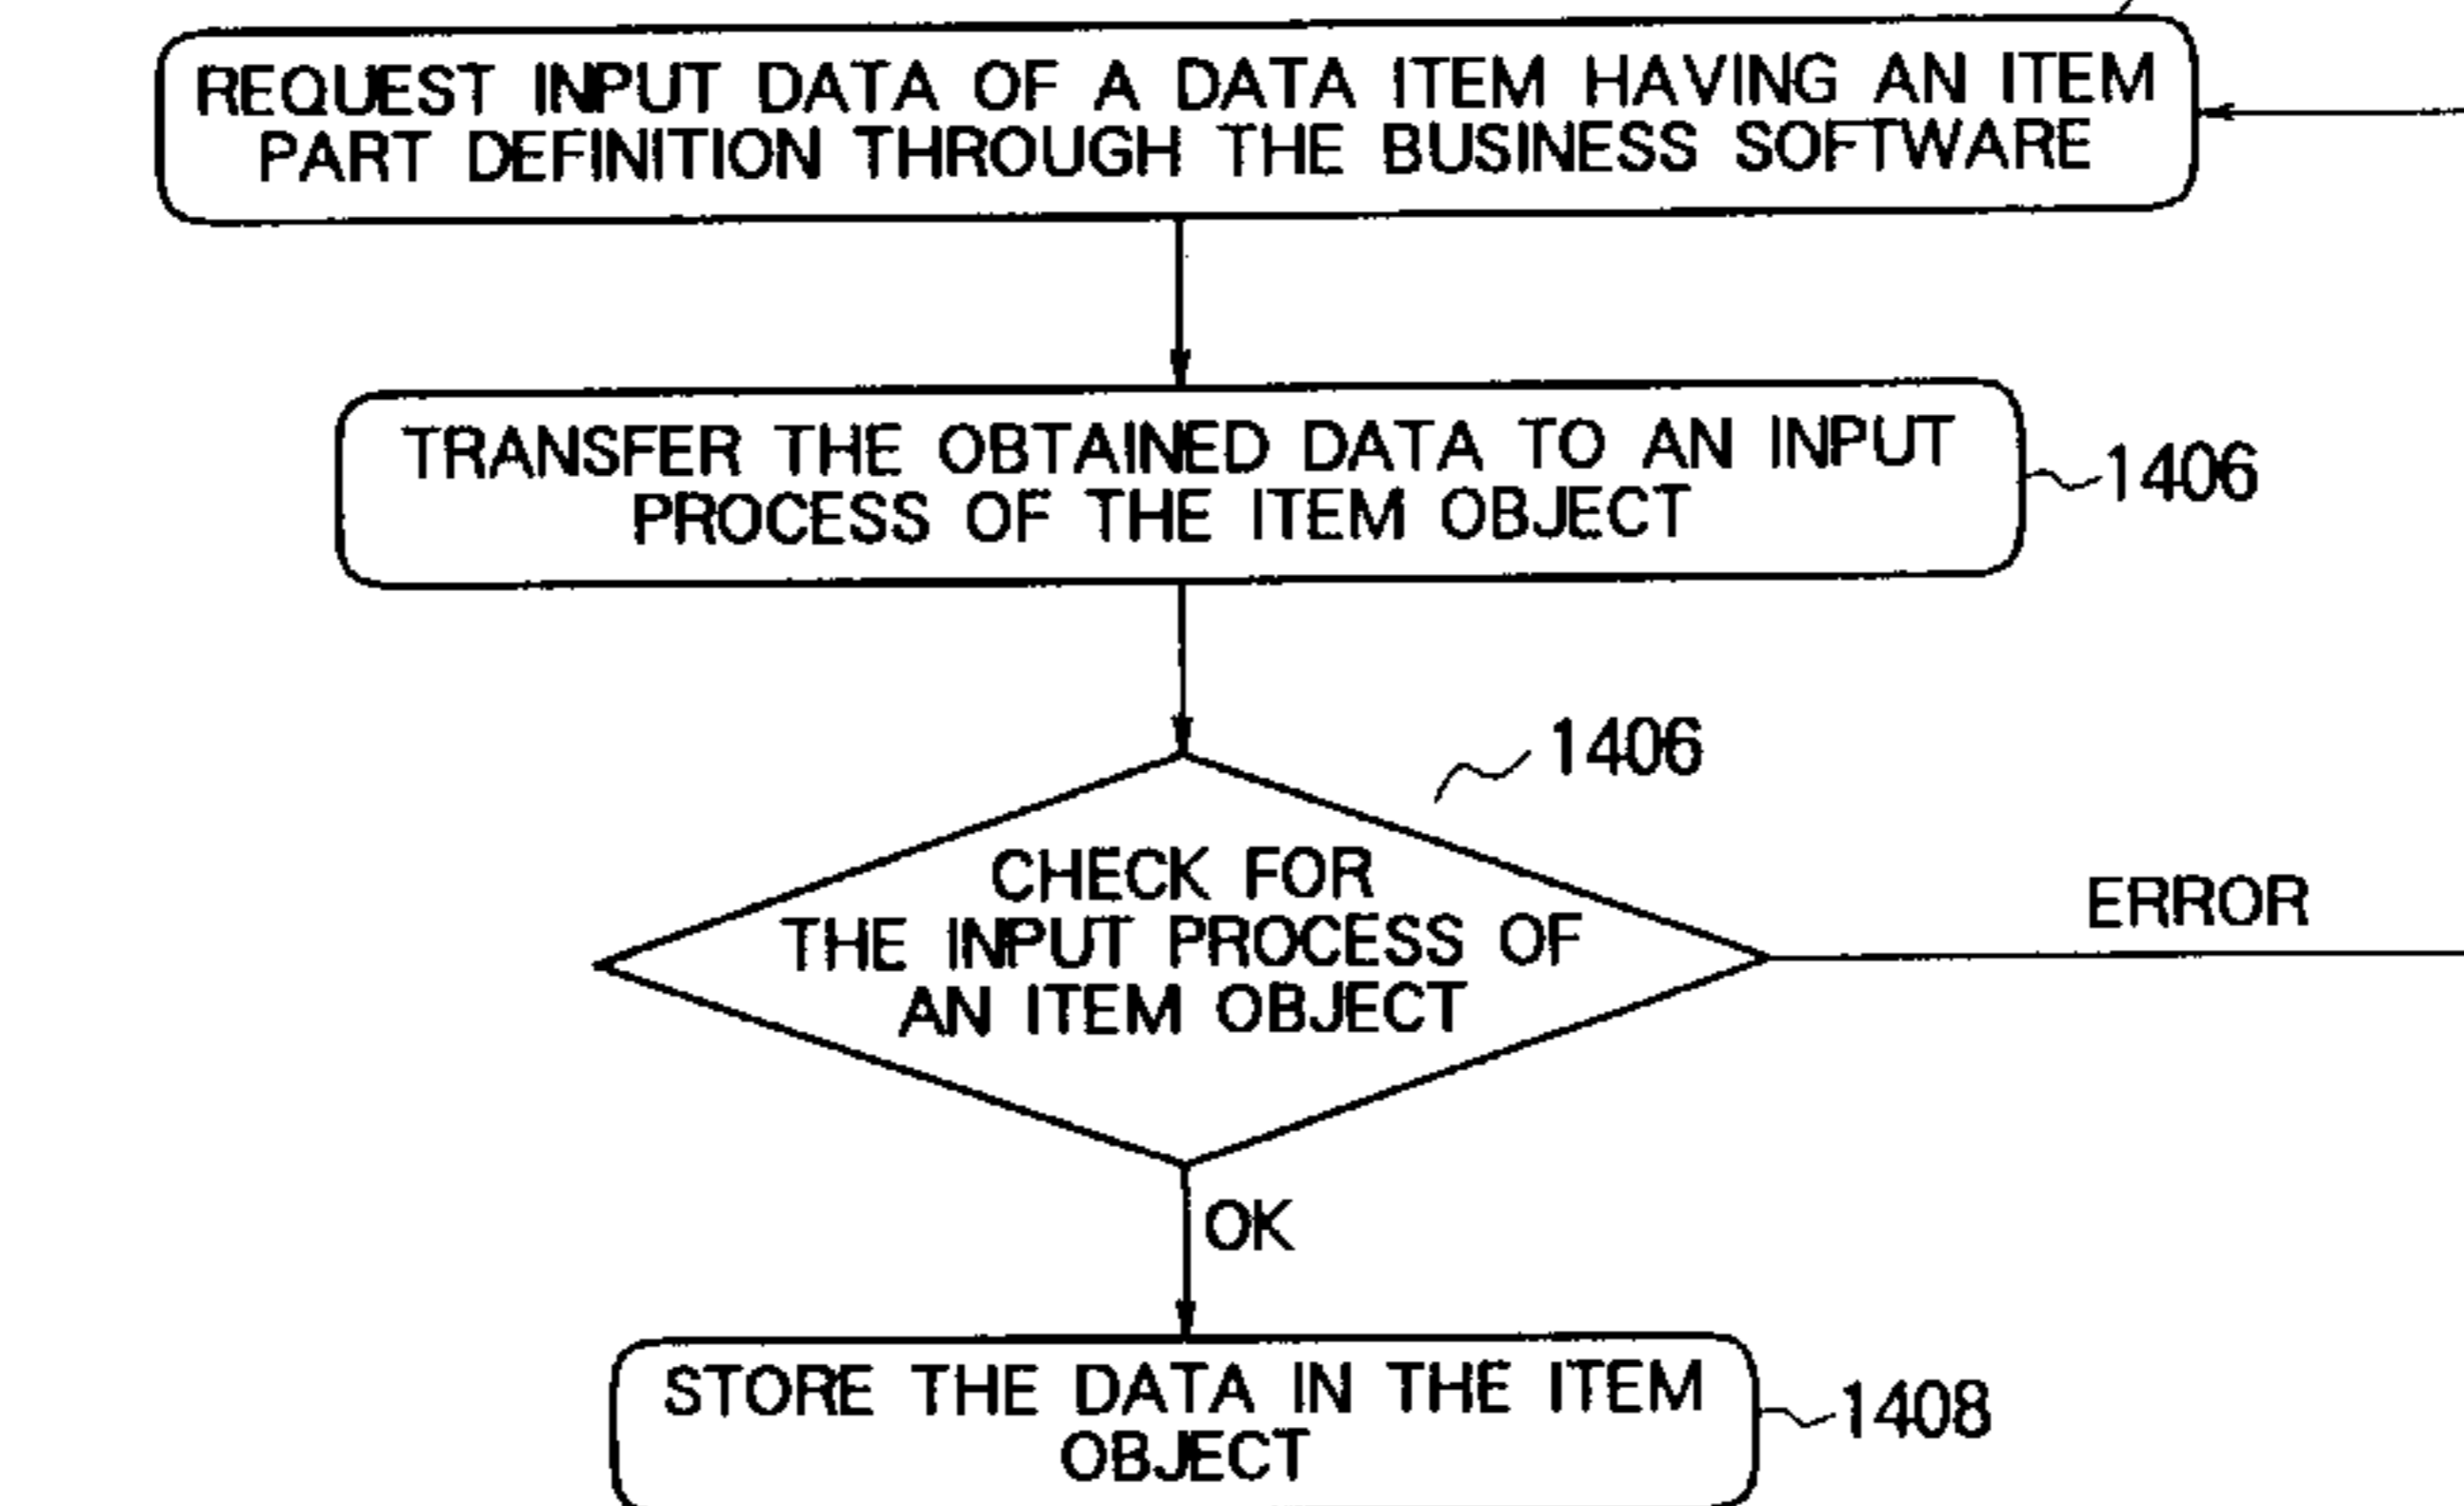 REQUEST INPUT DATA OF A DATA ITEM HAVING AN ITEM
PART DEFINITION THROUGH THE BUSINESS SOFTWARE
TRANSFER THE OBTAINED DATA TO AN INPUT
PROCESS OF THE ITEM OBJECT
1406
1406
CHECK FOR
THE INPUT PROCESS OF
AN ITEM OBJECT
ERROR
OK
STORE THE DATA IN THE ITEM
OBJECT
1408